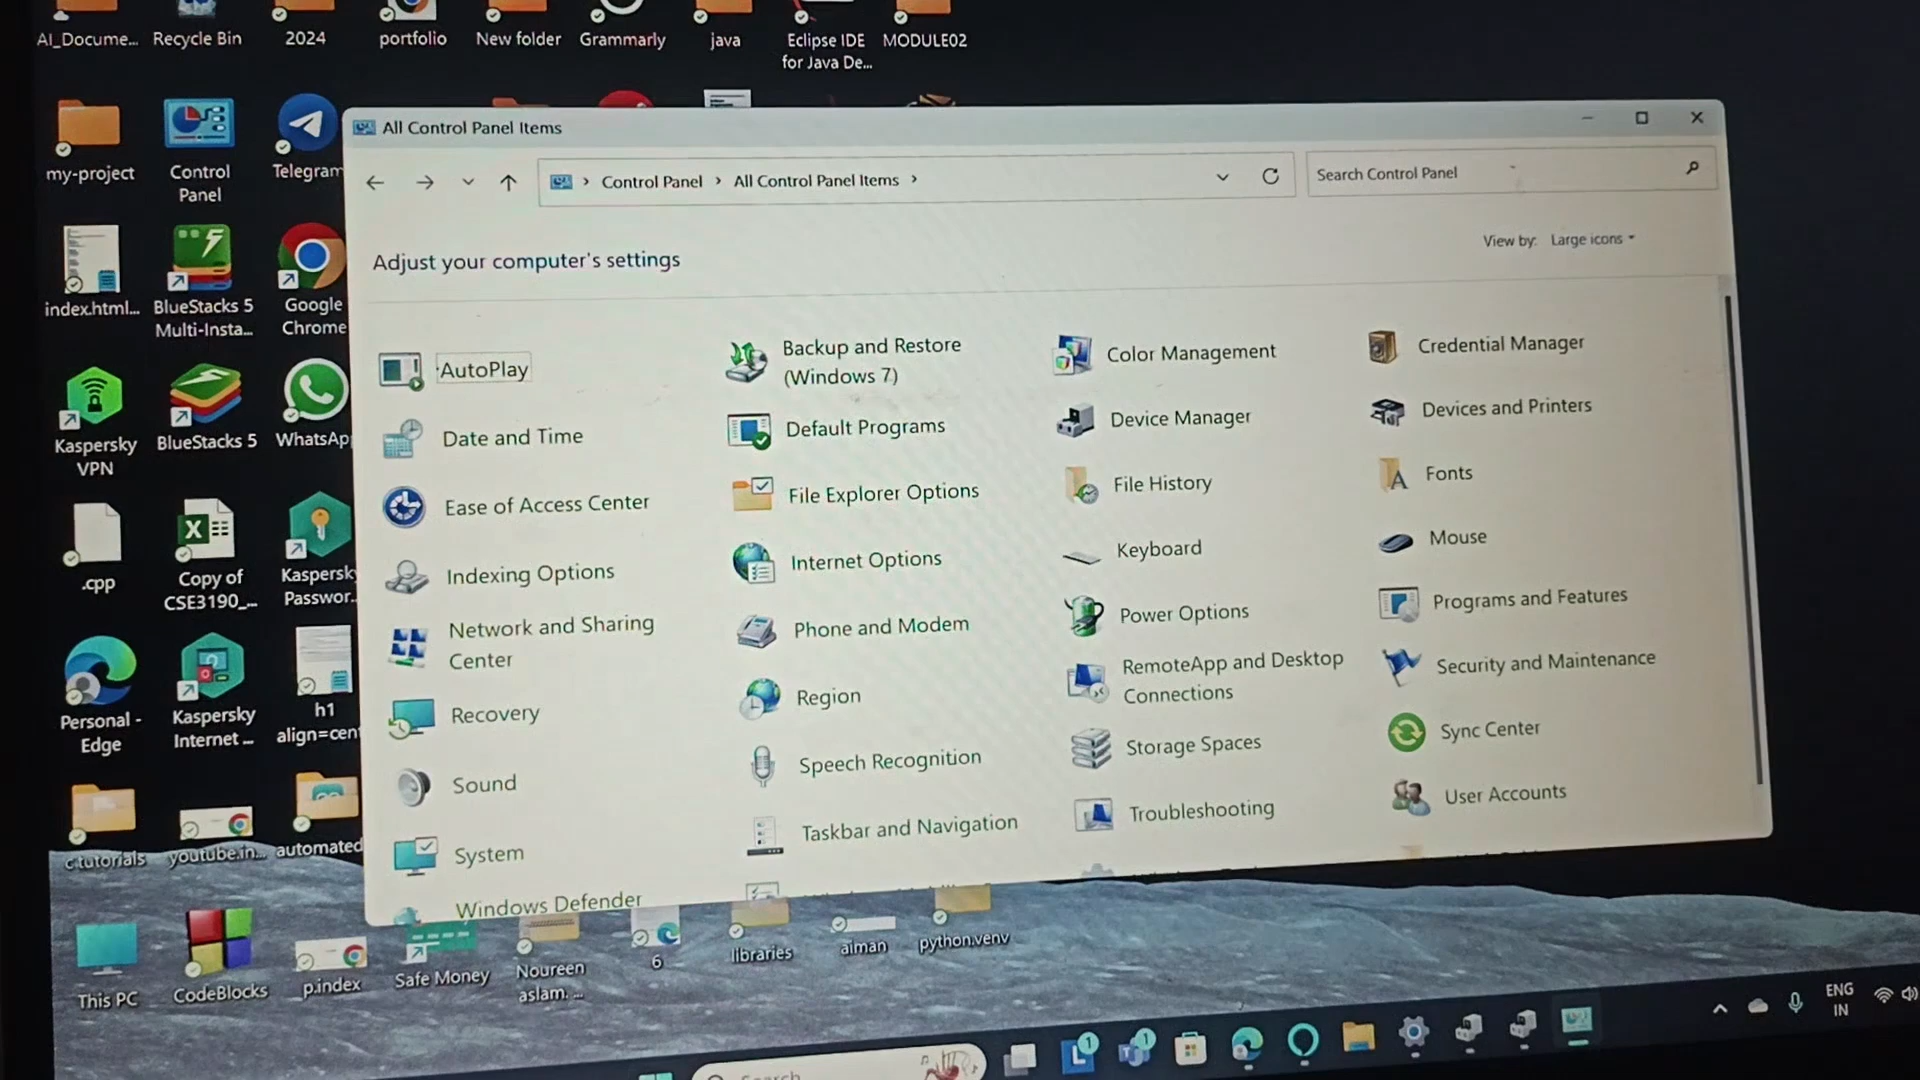 AI_Docume...
Recycle Bin
2024
portfolio
New folder
Grammarly
java
Eclipse IDE
for Java De...
MODULE02
my-project
Control
Panel
Telegram
All Control Panel Items
Control Panel > All Control Panel Items >
Search Control Panel
View by: Large icons
Adjust your computer's settings
index.html...
BlueStacks 5
Multi-Insta...
Google
Chrome
AutoPlay
Backup and Restore
(Windows 7)
Color Management
Credential Manager
Date and Time
Default Programs
Device Manager
Devices and Printers
Kaspersky
VPN
BlueStacks 5
WhatsApp
Ease of Access Center
File Explorer Options
File History
Fonts
Indexing Options
Internet Options
Keyboard
Mouse
.cpp
Copy of
CSE3190_...
Kaspersky
Passwor...
Network and Sharing
Center
Phone and Modem
Power Options
Programs and Features
Recovery
Region
RemoteApp and Desktop
Connections
Security and Maintenance
Personal -
Edge
Kaspersky
Internet ...
h1
align=cent
Sound
Speech Recognition
Storage Spaces
Sync Center
System
Taskbar and Navigation
Troubleshooting
User Accounts
c tutorials
youtube.in...
automated
Windows Defender
This PC
CodeBlocks
p.index
Safe Money
Noureen
aslam. ...
6
libraries
aiman
python.venv
Search
L
1
1
ENG
IN